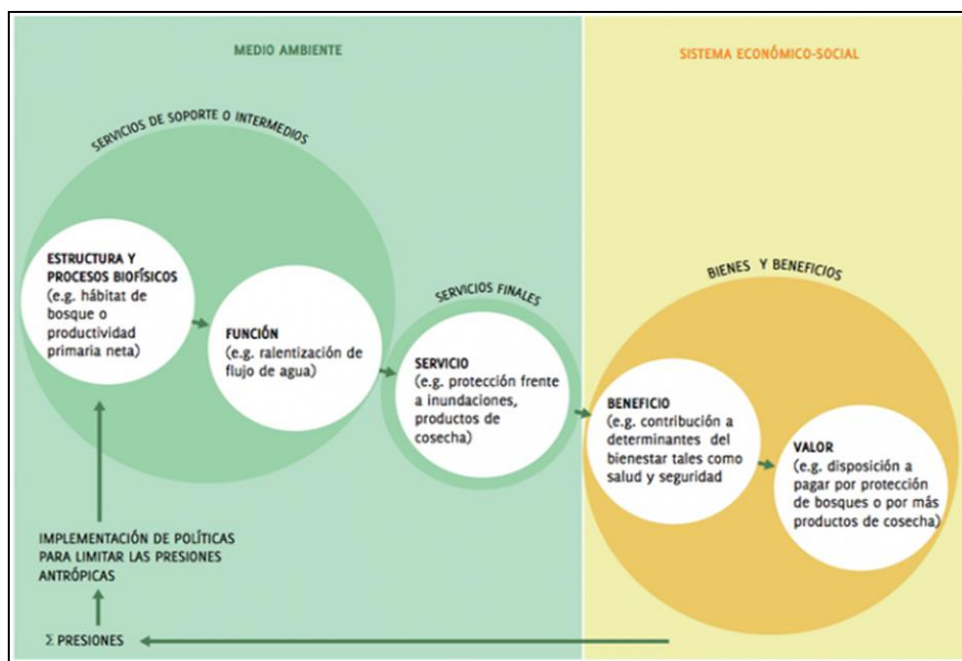 MEDIO AMBIENTE
SISTEMA ECONÓMICO-SOCIAL
SERVICIOS DE SOPORTE O INTERMEDIOS
ESTRUCTURA Y
PROCESOS BIOFÍSICOS
(e.g. hábitat de
bosque o
productividad
primaria neta)
FUNCIÓN
(e.g. ralentización de
flujo de agua)
SERVICIOS FINALES
SERVICIO
(e.g. protección frente
a inundaciones,
productos de
cosecha)
BIENES Y BENEFICIOS
BENEFICIO
(e.g. contribución a
determinantes del
bienestar tales como
salud y seguridad
VALOR
(e.g. disposición a
pagar por protección
de bosques o por más
productos de cosecha)
IMPLEMENTACIÓN DE POLÍTICAS
PARA LIMITAR LAS PRESIONES
ANTRÓPICAS
Σ PRESIONES